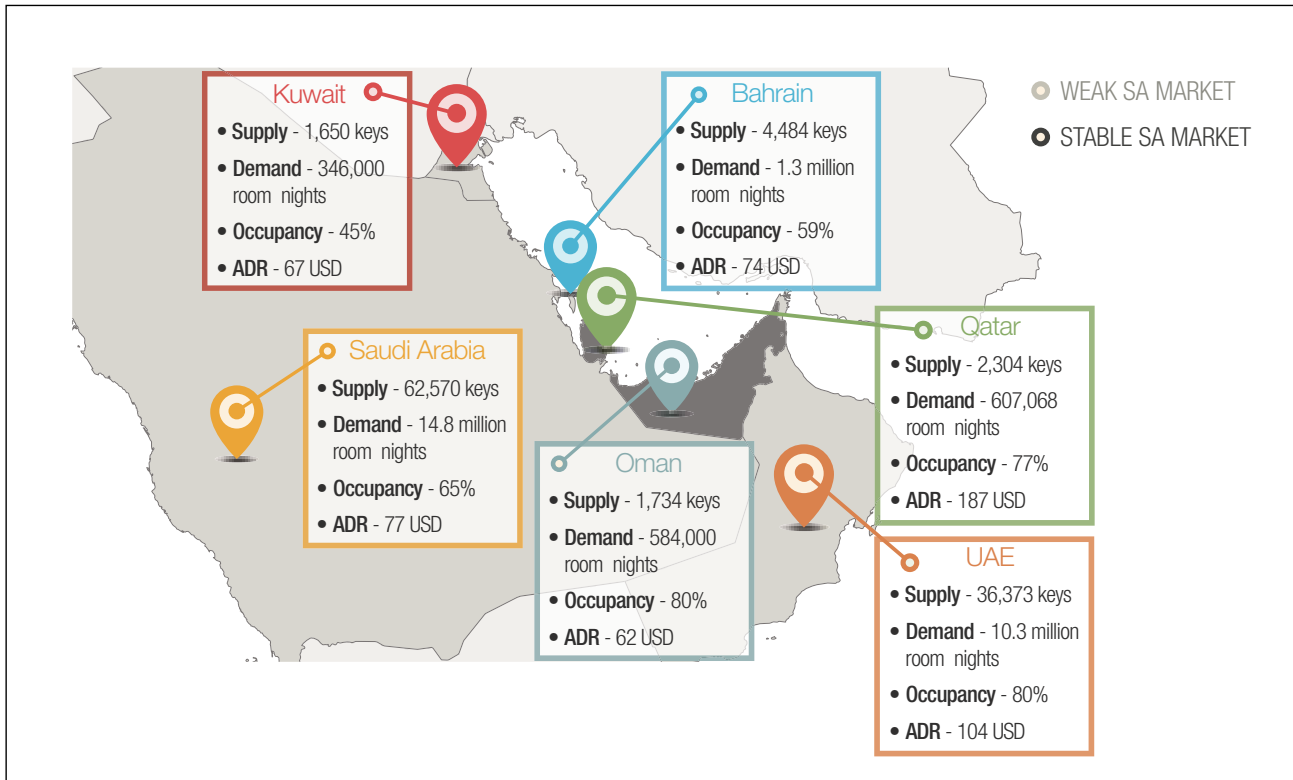 Kuwait
• Supply - 1,650 keys
• Demand - 346,000
room nights
• Occupancy - 45%
• ADR - 67 USD
Bahrain
• Supply - 4,484 keys
• Demand - 1.3 million
room nights
• Occupancy - 59%
• ADR - 74 USD
WEAK SA MARKET
STABLE SA MARKET
Saudi Arabia
• Supply - 62,570 keys
• Demand - 14.8 million
room nights
• Occupancy - 65%
• ADR - 77 USD
Qatar
• Supply - 2,304 keys
• Demand - 607,068
room nights
• Occupancy - 77%
• ADR - 187 USD
Oman
• Supply - 1,734 keys
• Demand - 584,000
room nights
• Occupancy - 80%
• ADR - 62 USD
UAE
• Supply - 36,373 keys
• Demand - 10.3 million
room nights
• Occupancy - 80%
• ADR - 104 USD